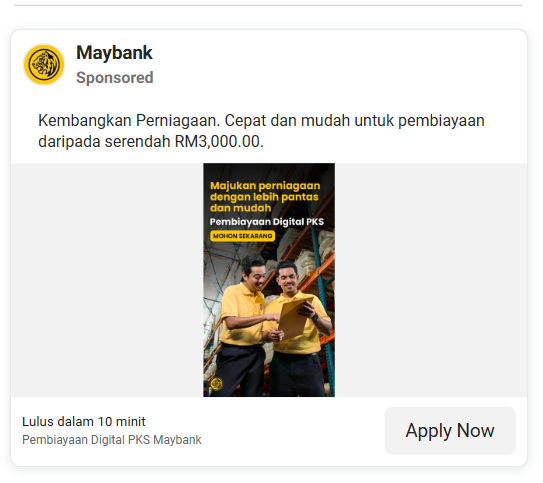 Maybank
Sponsored
Kembangkan Perniagaan. Cepat dan mudah untuk pembiayaan
daripada serendah RM3,000.00.
Majukan perniagaan
dengan lebih pantas
dan mudah
Pembiayaan Digital PKS
MOHON SEKARANG
Lulus dalam 10 minit
Pembiayaan Digital PKS Maybank
Apply Now